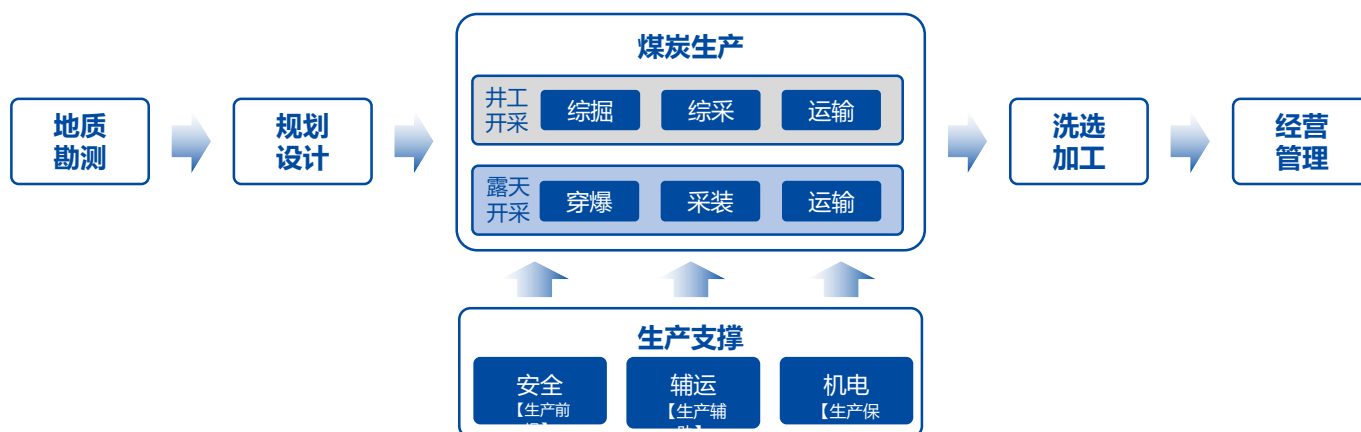 煤炭生产
井工
开采
综掘
综采
运输
地质
勘测
规划
设计
洗选
加工
经营
管理
露天
开采
穿爆
采装
运输
生产支撑
安全
【生产前
辅运
【生产辅
机电
【生产保